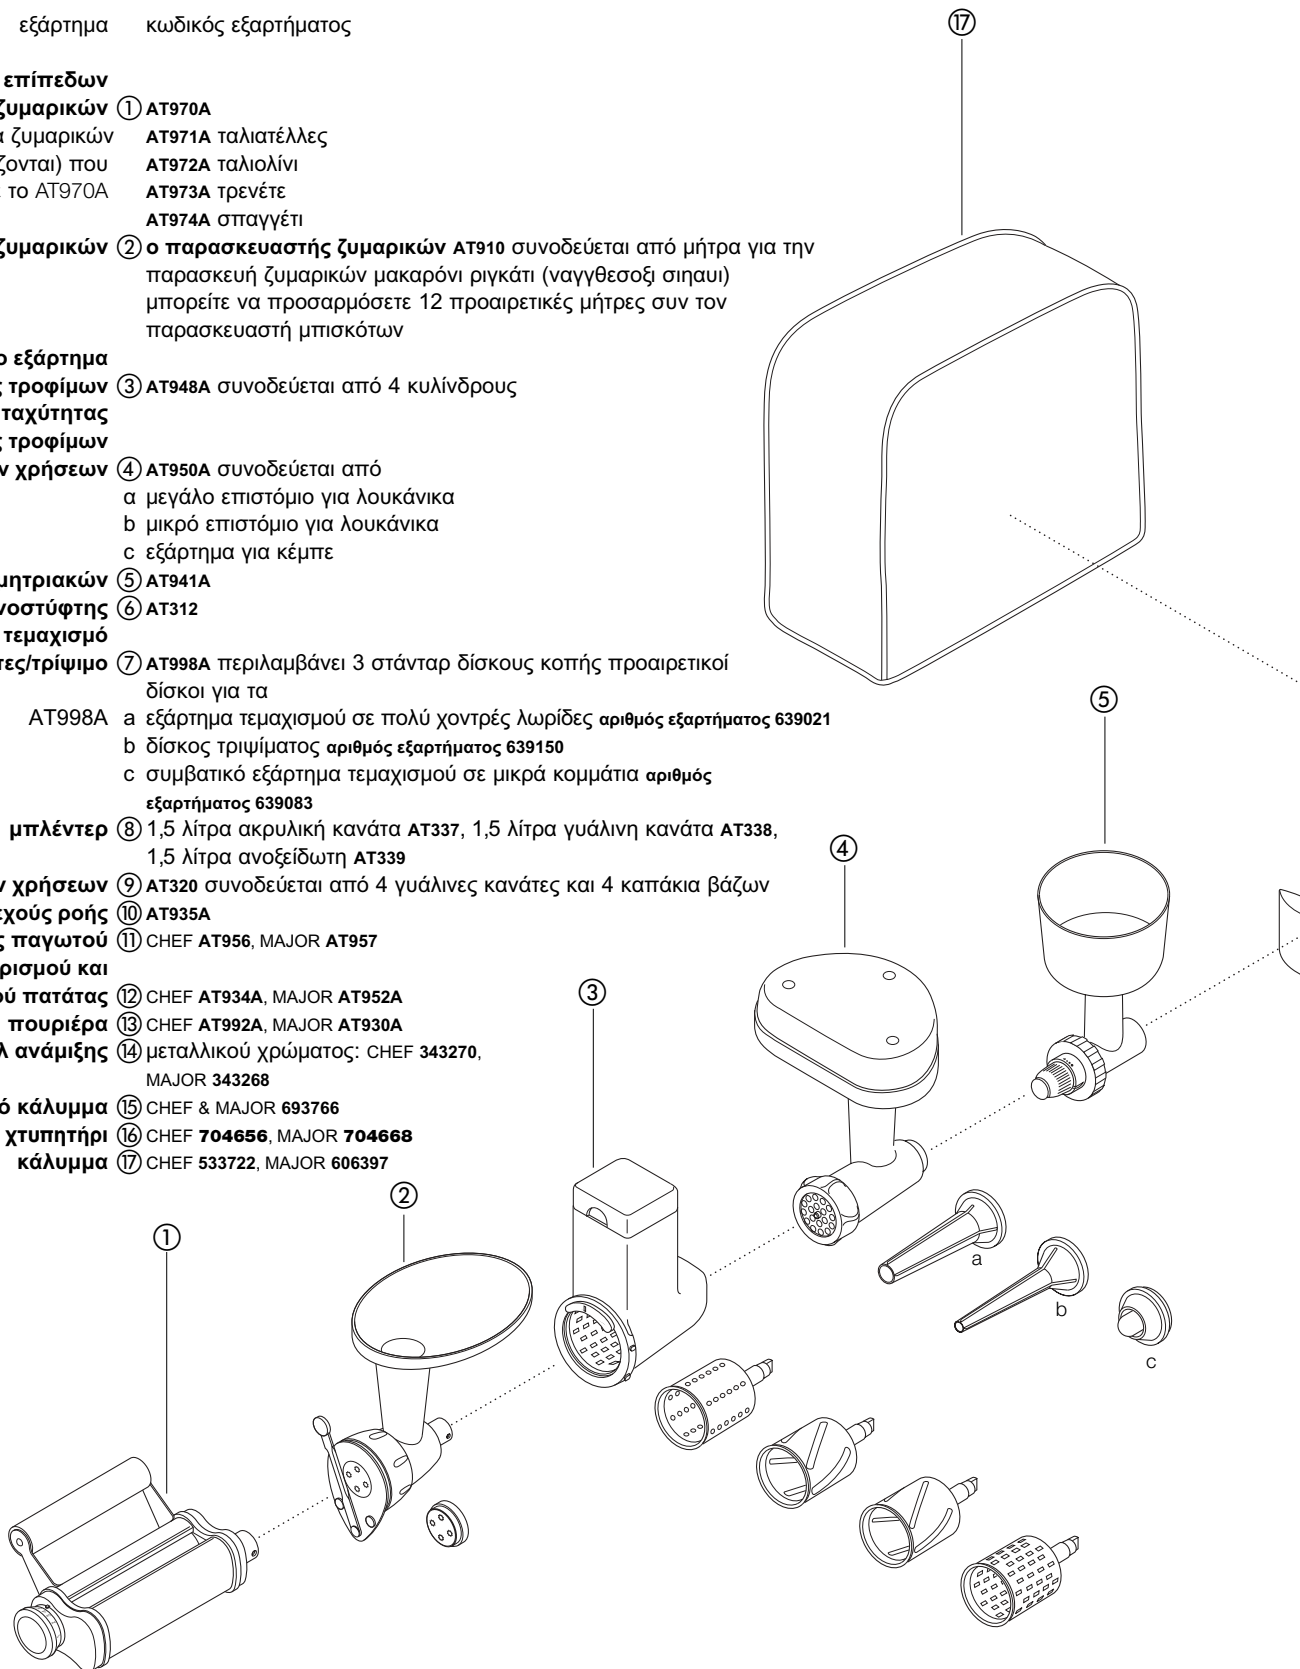 εξάρτημα κωδικός εξαρτήματος
επίπεδων
ζυμαρικών ① AT970A
ζυμαρικών AT971A ταλιατέλλες
ζονται) που AT972A ταλιολίνι
το AT970A AT973A τρενέτε
AT974A σπαγγέτι
ζυμαρικών ② ο παρασκευαστής ζυμαρικών AT910 συνοδεύεται από μήτρα για την
παρασκευή ζυμαρικών μακαρόνι ριγκάτι (ναγγθεσοξι σιηαυι)
μπορείτε να προσαρμόσετε 12 προαιρετικές μήτρες συν τον
παρασκευαστή μπισκότων
ο εξάρτημα
ς τροφίμων ③ AT948A συνοδεύεται από 4 κυλίνδρους
ταχύτητας
ς τροφίμων
ν χρήσεων ④ AT950A συνοδεύεται από
α μεγάλο επιστόμιο για λουκάνικα
b μικρό επιστόμιο για λουκάνικα
c εξάρτημα για κέμπε
μητριακών ⑤ AT941A
νοστύφτης ⑥ AT312
τεμαχισμό
τες/τρίψιμο ⑦ AT998A περιλαμβάνει 3 στάνταρ δίσκους κοπής προαιρετικοί
δίσκοι για τα
AT998A a εξάρτημα τεμαχισμού σε πολύ χοντρές λωρίδες αριθμός εξαρτήματος 639021
b δίσκος τριψίματος αριθμός εξαρτήματος 639150
c συμβατικό εξάρτημα τεμαχισμού σε μικρά κομμάτια αριθμός
εξαρτήματος 639083
μπλέντερ ⑧ 1,5 λίτρα ακρυλική κανάτα AT337, 1,5 λίτρα γυάλινη κανάτα AT338,
1,5 λίτρα ανοξείδωτη AT339
ν χρήσεων ⑨ AT320 συνοδεύεται από 4 γυάλινες κανάτες και 4 καπάκια βάζων
εχούς ροής ⑩ AT935A
ς παγωτού ⑪ CHEF AT956, MAJOR AT957
ρισμού και
ού πατάτας ⑫ CHEF AT934A, MAJOR AT952A
πουριέρα ⑬ CHEF AT992A, MAJOR AT930A
λ ανάμιξης ⑭ μεταλλικού χρώματος: CHEF 343270,
MAJOR 343268
ό κάλυμμα ⑮ CHEF & MAJOR 693766
χτυπητήρι ⑯ CHEF 704656, MAJOR 704668
κάλυμμα ⑰ CHEF 533722, MAJOR 606397
⑰
⑤
④
③
②
①
a
b
c